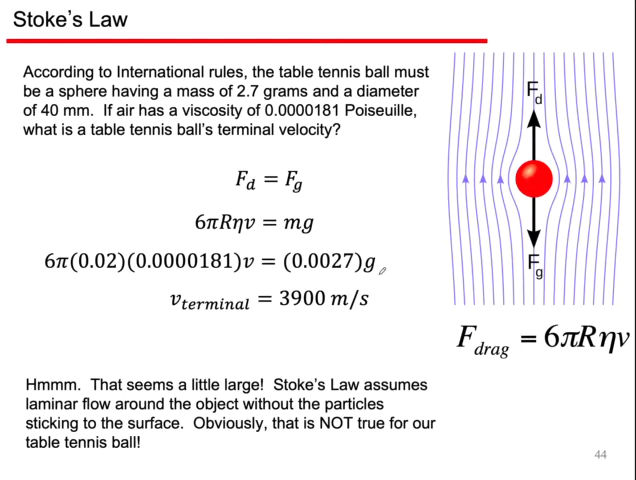 Stoke's Law
According to International rules, the table tennis ball must
be a sphere having a mass of 2.7 grams and a diameter
of 40 mm.  If air has a viscosity of 0.0000181 Poiseuille,
what is a table tennis ball's terminal velocity?
F_d = F_g
6πRηv = mg
6π(0.02)(0.0000181)v = (0.0027)g
v_terminal = 3900 m/s
F_d
F_g
F_drag = 6πRηv
Hmmm.  That seems a little large!  Stoke's Law assumes
laminar flow around the object without the particles
sticking to the surface.  Obviously, that is NOT true for our
table tennis ball!
44